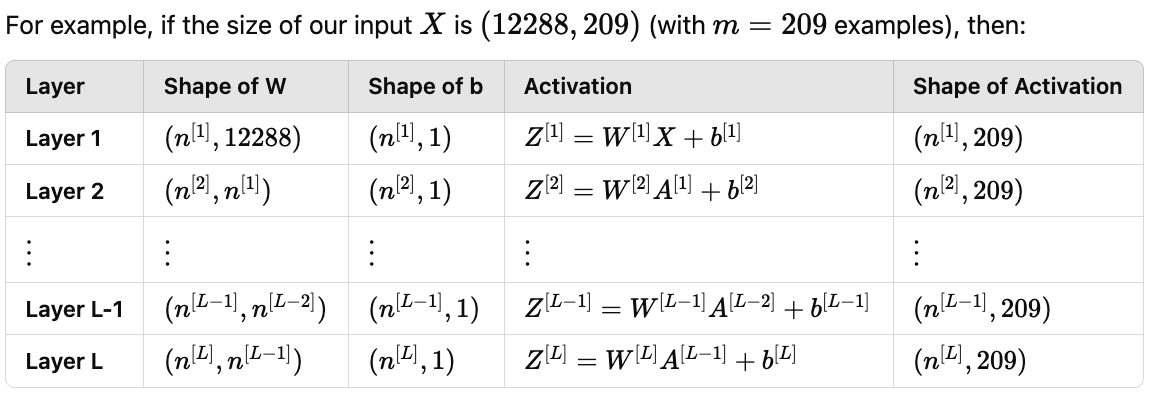 For example, if the size of our input $X$ is $(12288, 209)$ (with $m = 209$ examples), then:
Layer Shape of W Shape of b Activation Shape of Activation
Layer 1 $(n^{[1]}, 12288)$ $(n^{[1]}, 1)$ $Z^{[1]} = W^{[1]} X + b^{[1]}$ $(n^{[1]}, 209)$
Layer 2 $(n^{[2]}, n^{[1]})$ $(n^{[2]}, 1)$ $Z^{[2]} = W^{[2]} A^{[1]} + b^{[2]}$ $(n^{[2]}, 209)$
⋮ ⋮ ⋮ ⋮ ⋮
Layer L-1 $(n^{[L-1]}, n^{[L-2]})$ $(n^{[L-1]}, 1)$ $Z^{[L-1]} = W^{[L-1]} A^{[L-2]} + b^{[L-1]}$ $(n^{[L-1]}, 209)$
Layer L $(n^{[L]}, n^{[L-1]})$ $(n^{[L]}, 1)$ $Z^{[L]} = W^{[L]} A^{[L-1]} + b^{[L]}$ $(n^{[L]}, 209)$